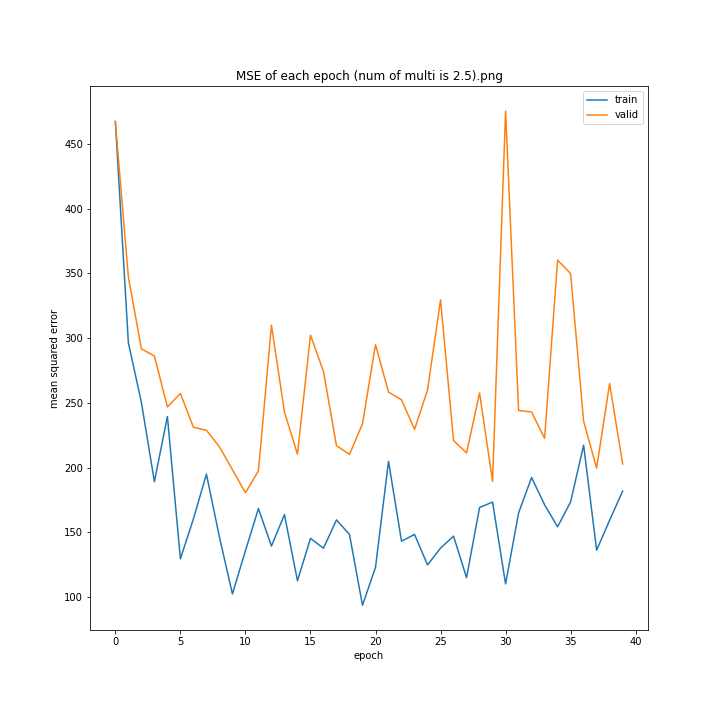 MSE of each epoch (num of multi is 2.5).png
train
valid
450
400
350
300
250
200
150
100
mean squared error
0 5 10 15 20 25 30 35 40
epoch